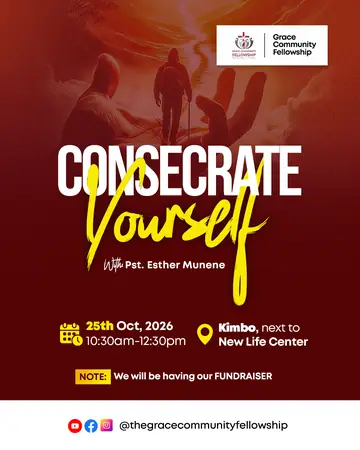 Grace
Community
Fellowship
FELLOWSHIP
CONSECRATE
Yourself
With Pst. Esther Munene
25th Oct, 2026
10:30am-12:30pm
Kimbo, next to
New Life Center
NOTE: We will be having our FUNDRAISER
@thegracecommunityfellowship